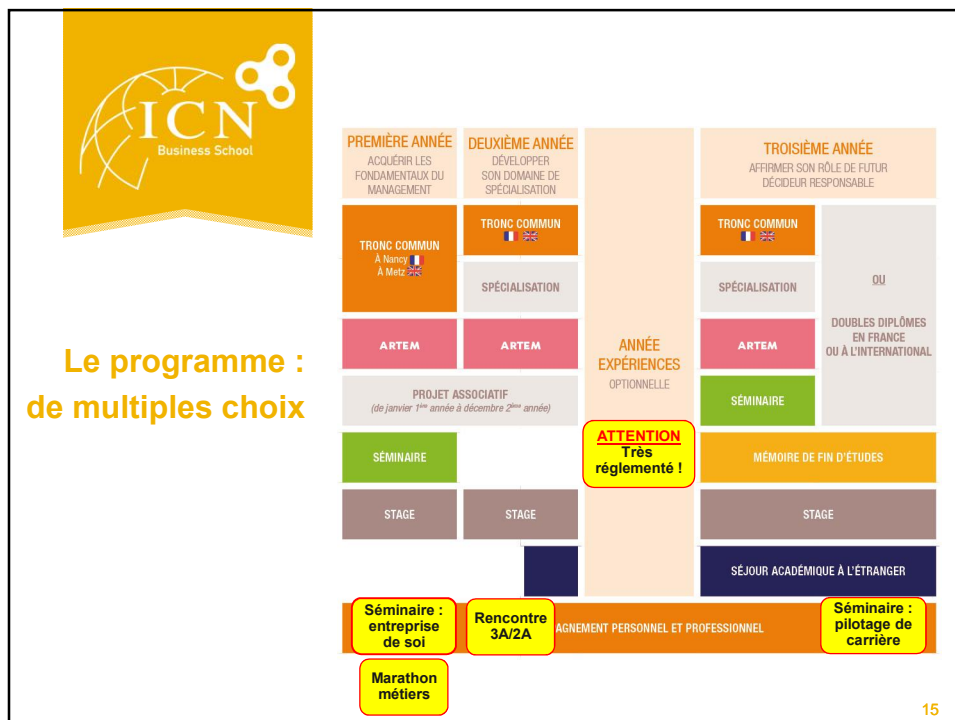 ICN
Business School
Le programme :
de multiples choix
PREMIÈRE ANNÉE
ACQUÉRIR LES
FONDAMENTAUX DU
MANAGEMENT
DEUXIÈME ANNÉE
DÉVELOPPER
SON DOMAINE DE
SPÉCIALISATION
TROISIÈME ANNÉE
AFFIRMER SON RÔLE DE FUTUR
DÉCIDEUR RESPONSABLE
TRONC COMMUN
À Nancy
À Metz
TRONC COMMUN
SPÉCIALISATION
TRONC COMMUN
SPÉCIALISATION
OU
DOUBLES DIPLÔMES
EN FRANCE
OU À L'INTERNATIONAL
ARTEM
ARTEM
ANNÉE
EXPÉRIENCES
OPTIONNELLE
ARTEM
PROJET ASSOCIATIF
(de janvier 1ère année à décembre 2ème année)
SÉMINAIRE
ATTENTION
Très
réglementé !
SÉMINAIRE
MÉMOIRE DE FIN D'ÉTUDES
STAGE
STAGE
STAGE
SÉJOUR ACADÉMIQUE À L'ÉTRANGER
Séminaire :
entreprise
de soi
Rencontre
3A/2A
AGNEMENT PERSONNEL ET PROFESSIONNEL
Séminaire :
pilotage de
carrière
Marathon
métiers
15